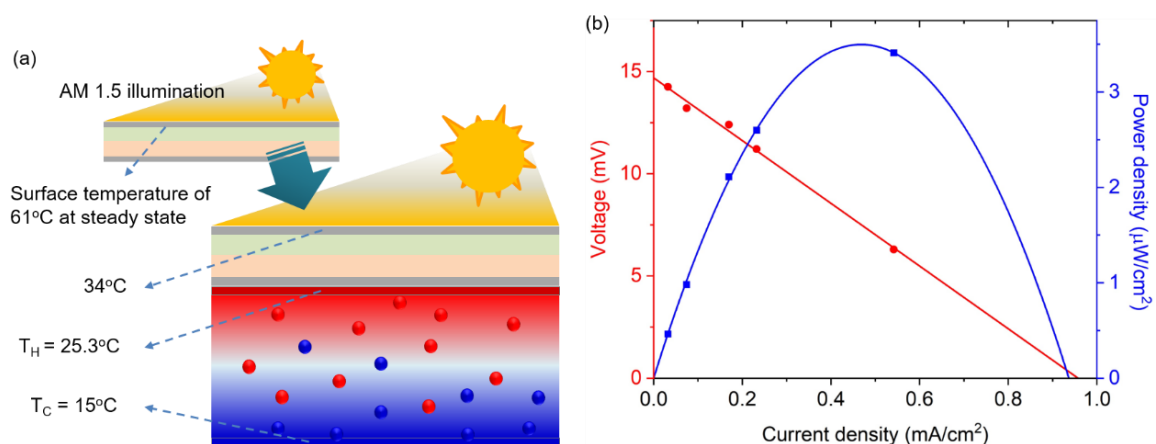 (a)
AM 1.5 illumination
Surface temperature of
61°C at steady state
34°C
T_H = 25.3°C
T_C = 15°C
(b)
Voltage (mV)
15
10
5
0
0.0
0.2
0.4
0.6
0.8
1.0
Current density (mA/cm²)
3
2
1
0
Power density (μW/cm²)